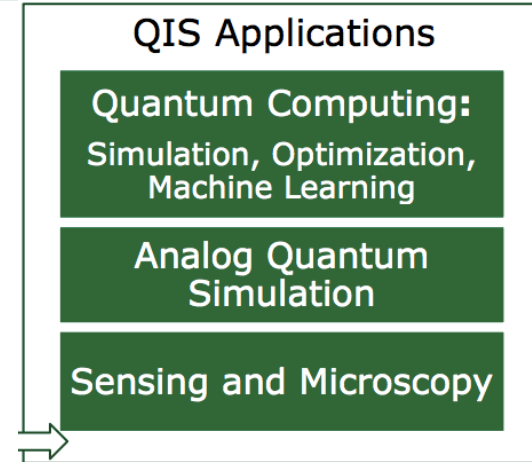 QIS Applications
Quantum Computing:
Simulation, Optimization,
Machine Learning
Analog Quantum
Simulation
Sensing and Microscopy